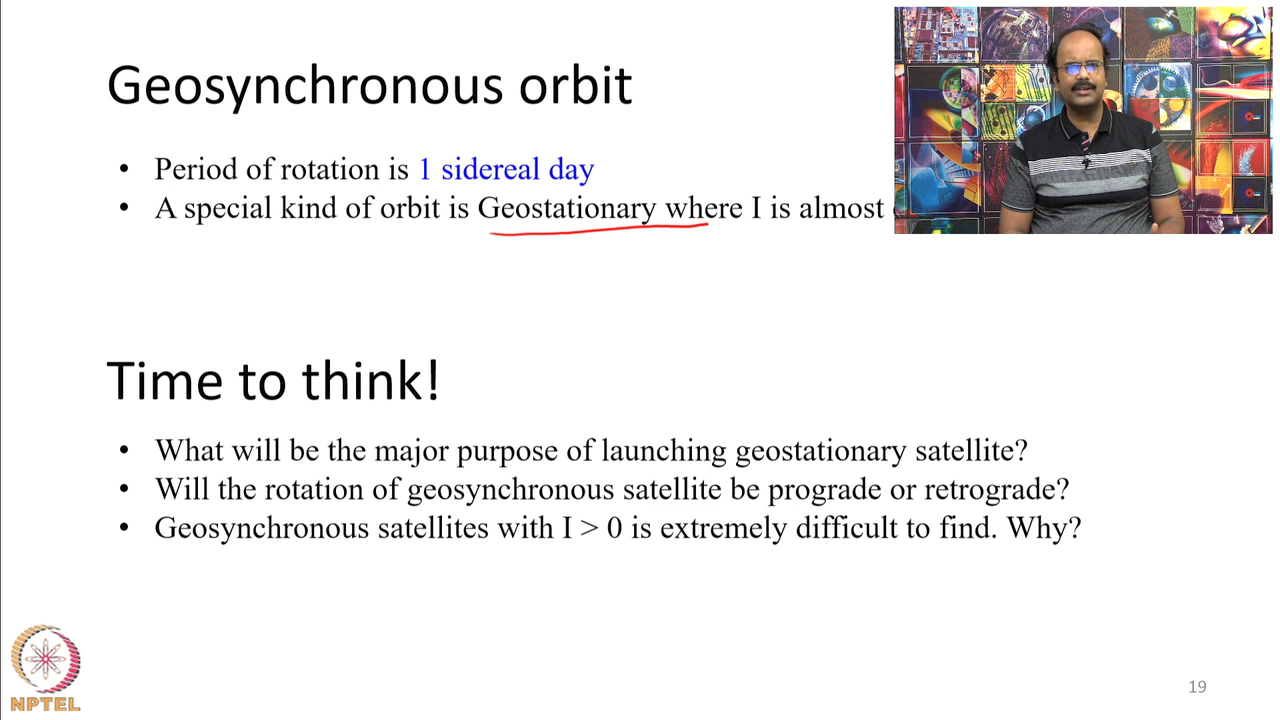 Geosynchronous orbit
• Period of rotation is 1 sidereal day
• A special kind of orbit is Geostationary where I is almost
Time to think!
• What will be the major purpose of launching geostationary satellite?
• Will the rotation of geosynchronous satellite be prograde or retrograde?
• Geosynchronous satellites with I > 0 is extremely difficult to find. Why?
NPTEL
19